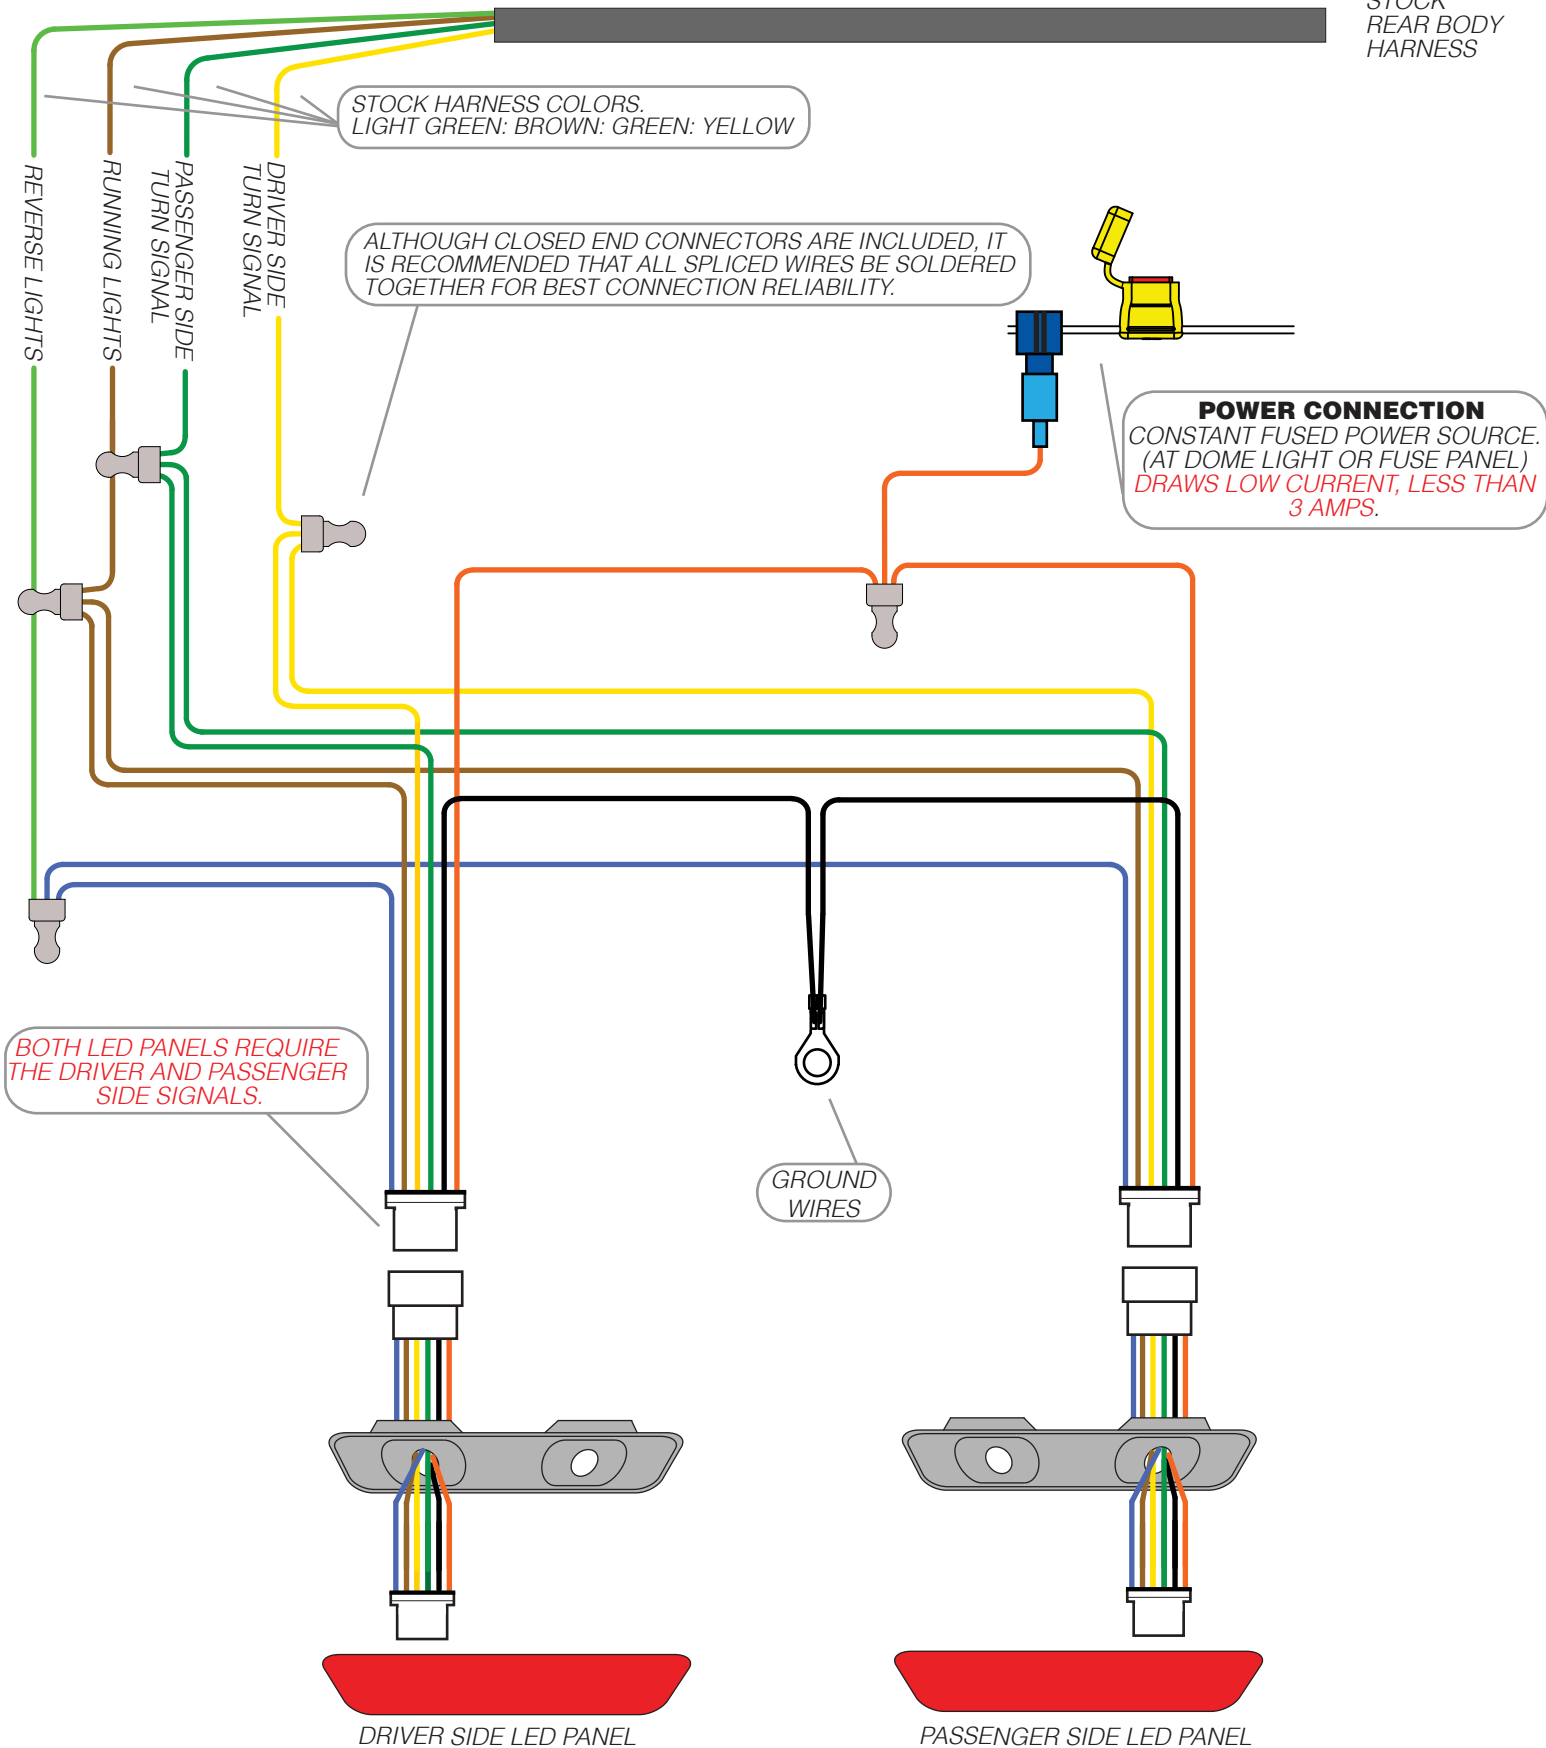 STOCK
REAR BODY
HARNESS
STOCK HARNESS COLORS.
LIGHT GREEN: BROWN: GREEN: YELLOW
REVERSE LIGHTS
RUNNING LIGHTS
PASSENGER SIDE
TURN SIGNAL
DRIVER SIDE
TURN SIGNAL
ALTHOUGH CLOSED END CONNECTORS ARE INCLUDED, IT
IS RECOMMENDED THAT ALL SPLICED WIRES BE SOLDERED
TOGETHER FOR BEST CONNECTION RELIABILITY.
POWER CONNECTION
CONSTANT FUSED POWER SOURCE.
(AT DOME LIGHT OR FUSE PANEL)
DRAWS LOW CURRENT, LESS THAN
3 AMPS.
BOTH LED PANELS REQUIRE
THE DRIVER AND PASSENGER
SIDE SIGNALS.
GROUND
WIRES
DRIVER SIDE LED PANEL
PASSENGER SIDE LED PANEL